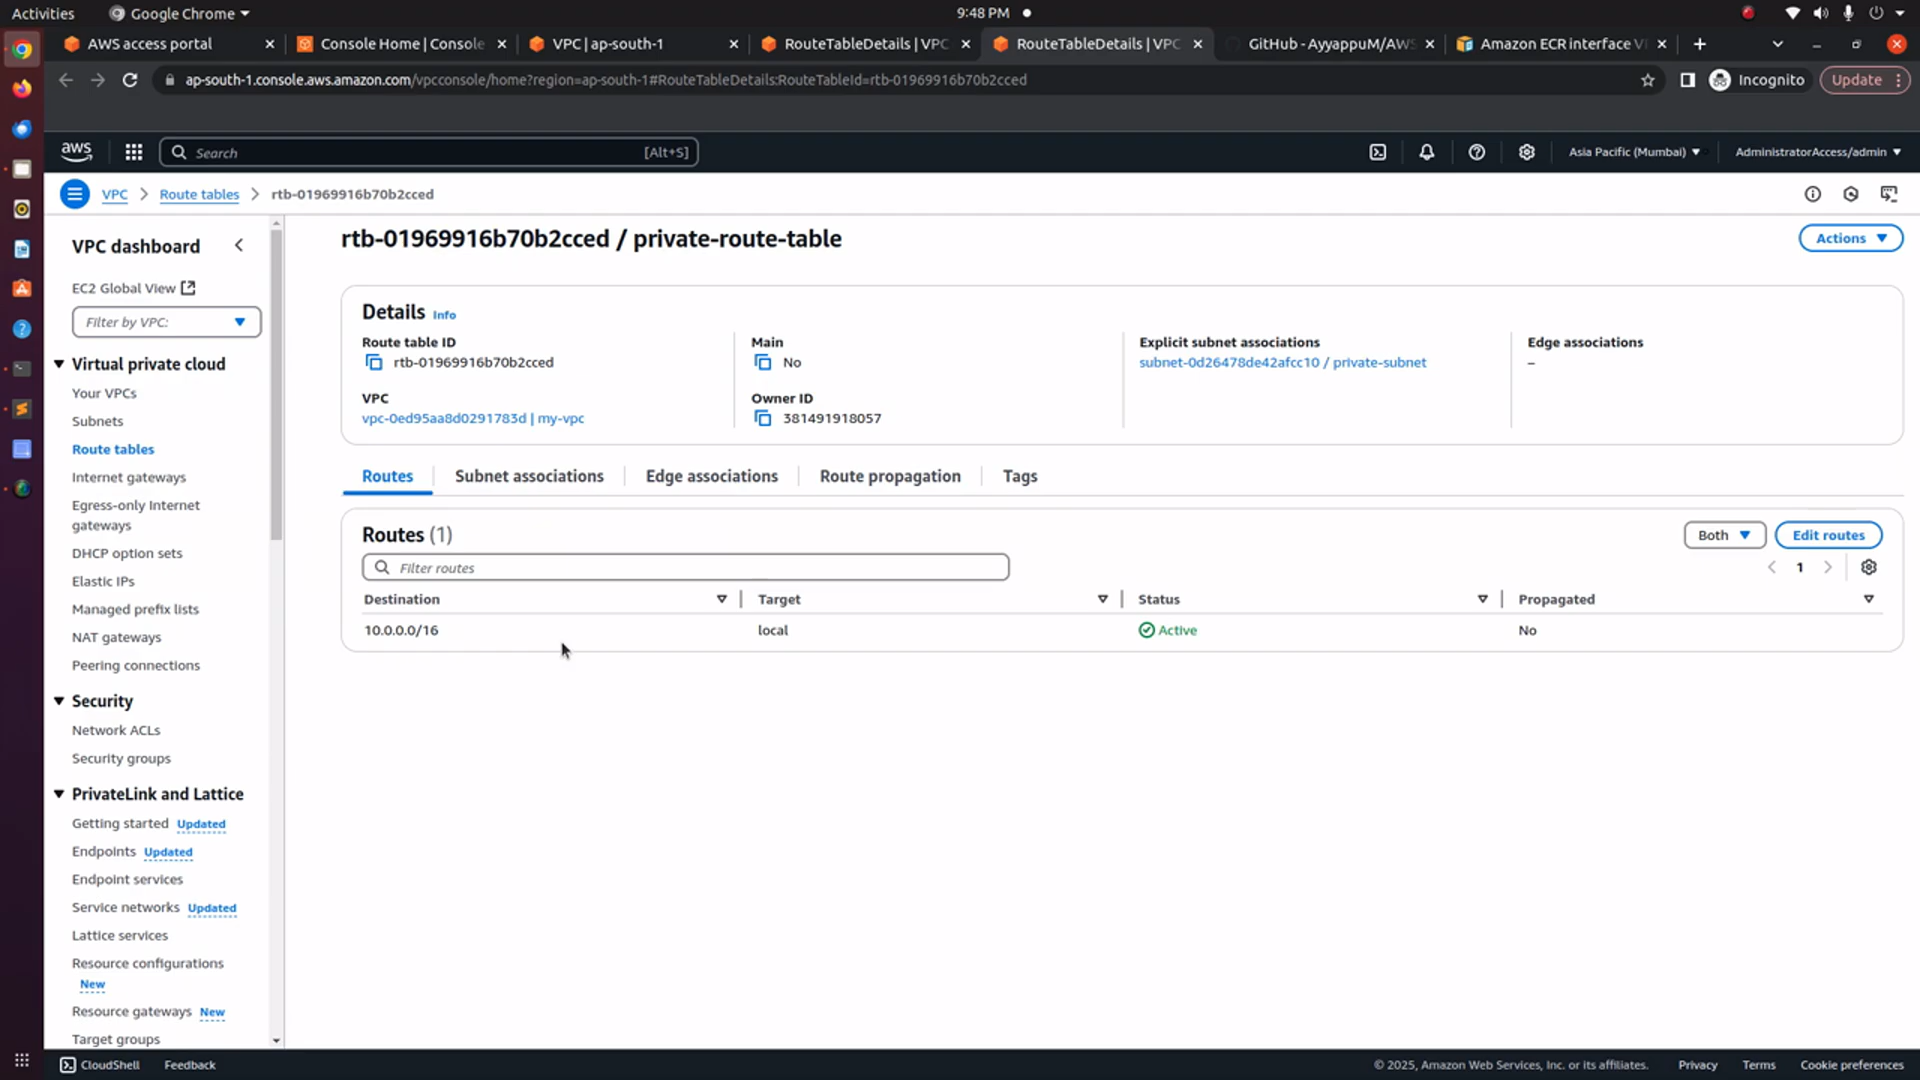 Activities
Google Chrome
9:48 PM
AWS access portal
Console Home | Console
VPC | ap-south-1
RouteTableDetails | VPC
RouteTableDetails | VPC
GitHub - AyyappuM/AWS
Amazon ECR interface V
ap-south-1.console.aws.amazon.com/vpcconsole/home?region=ap-south-1#RouteTableDetails:RouteTableId=rtb-01969916b70b2cced
Incognito
Update
aws
Search
[Alt+S]
Asia Pacific (Mumbai)
AdministratorAccess/admin
VPC
Route tables
rtb-01969916b70b2cced
VPC dashboard
EC2 Global View
Filter by VPC:
Virtual private cloud
Your VPCs
Subnets
Route tables
Internet gateways
Egress-only Internet
gateways
DHCP option sets
Elastic IPs
Managed prefix lists
NAT gateways
Peering connections
Security
Network ACLs
Security groups
PrivateLink and Lattice
Getting started Updated
Endpoints Updated
Endpoint services
Service networks Updated
Lattice services
Resource configurations
New
Resource gateways New
Target groups
rtb-01969916b70b2cced / private-route-table
Actions
Details Info
Route table ID
rtb-01969916b70b2cced
Main
No
Explicit subnet associations
subnet-0d26478de42afcc10 / private-subnet
Edge associations
–
VPC
vpc-0ed95aa8d0291783d | my-vpc
Owner ID
381491918057
Routes
Subnet associations
Edge associations
Route propagation
Tags
Routes (1)
Both
Edit routes
Filter routes
1
Destination
Target
Status
Propagated
10.0.0.0/16
local
Active
No
CloudShell
Feedback
© 2025, Amazon Web Services, Inc. or its affiliates.
Privacy
Terms
Cookie preferences